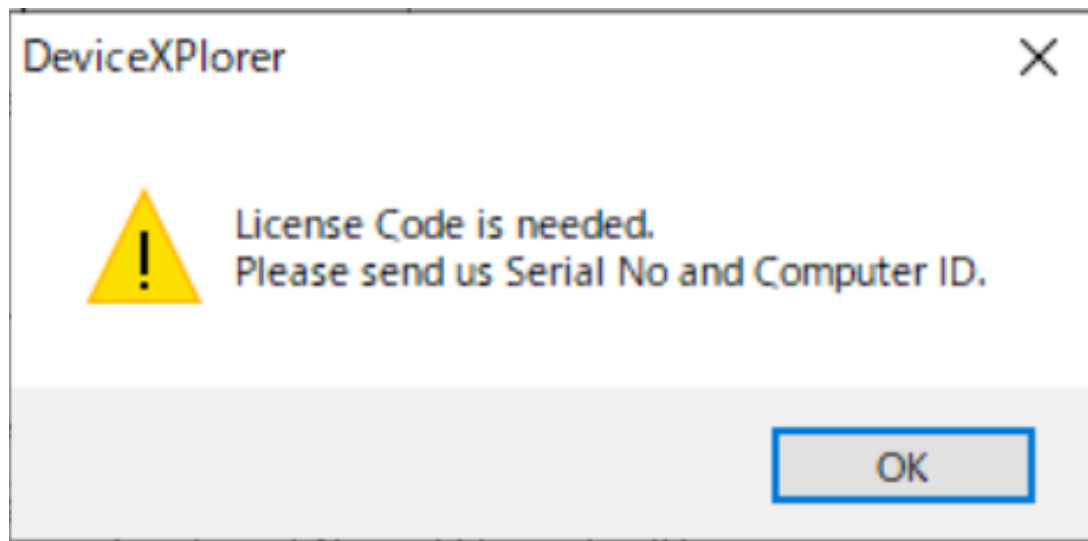 DeviceXPlorer
License Code is needed.
Please send us Serial No and Computer ID.
OK